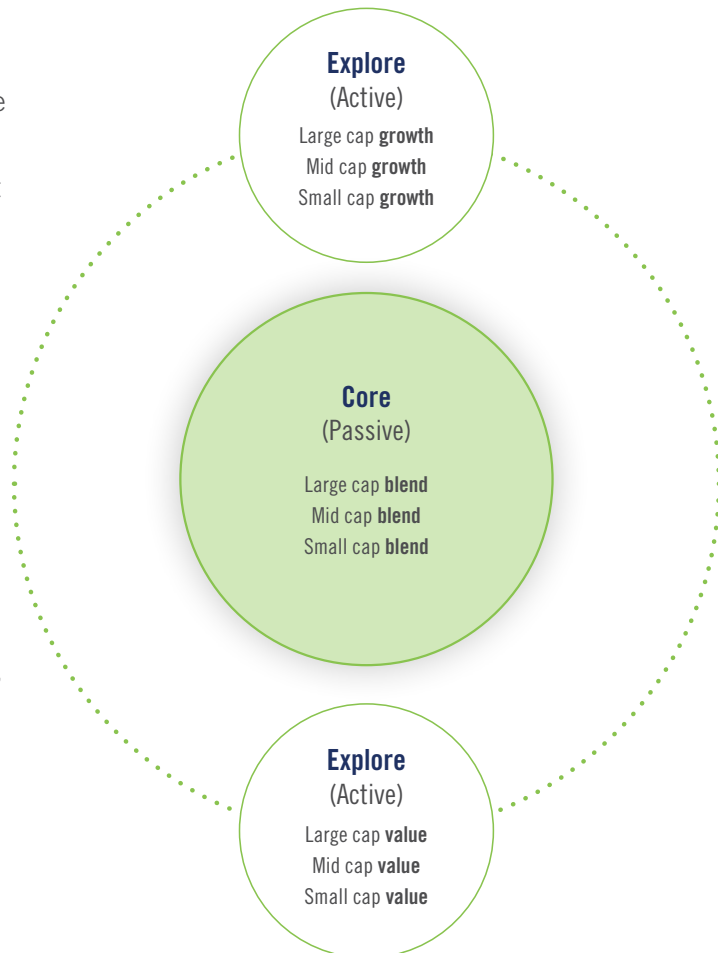 Explore
(Active)
Large cap growth
Mid cap growth
Small cap growth
Core
(Passive)
Large cap blend
Mid cap blend
Small cap blend
Explore
(Active)
Large cap value
Mid cap value
Small cap value